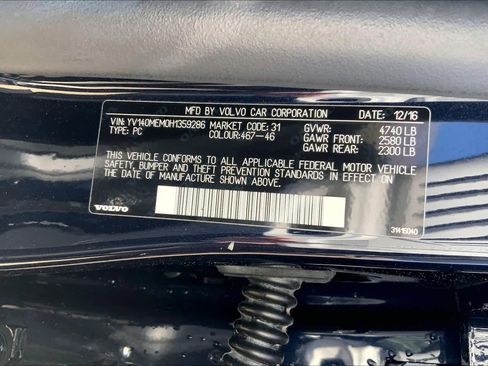 MFD BY VOLVO CAR CORPORATION DATE: 12/16
VIN: YV140MEM0H1359286 MARKET CODE: 31 GVWR: 4740 LB
TYPE: PC COLOUR: 467-46 GAWR FRONT: 2580 LB
GAWR REAR: 2300 LB
THIS VEHICLE CONFORMS TO ALL APPLICABLE FEDERAL MOTOR VEHICLE
SAFETY, BUMPER AND THEFT PREVENTION STANDARDS IN EFFECT ON THE
DATE OF MANUFACTURE SHOWN ABOVE.
VOLVO
31416040